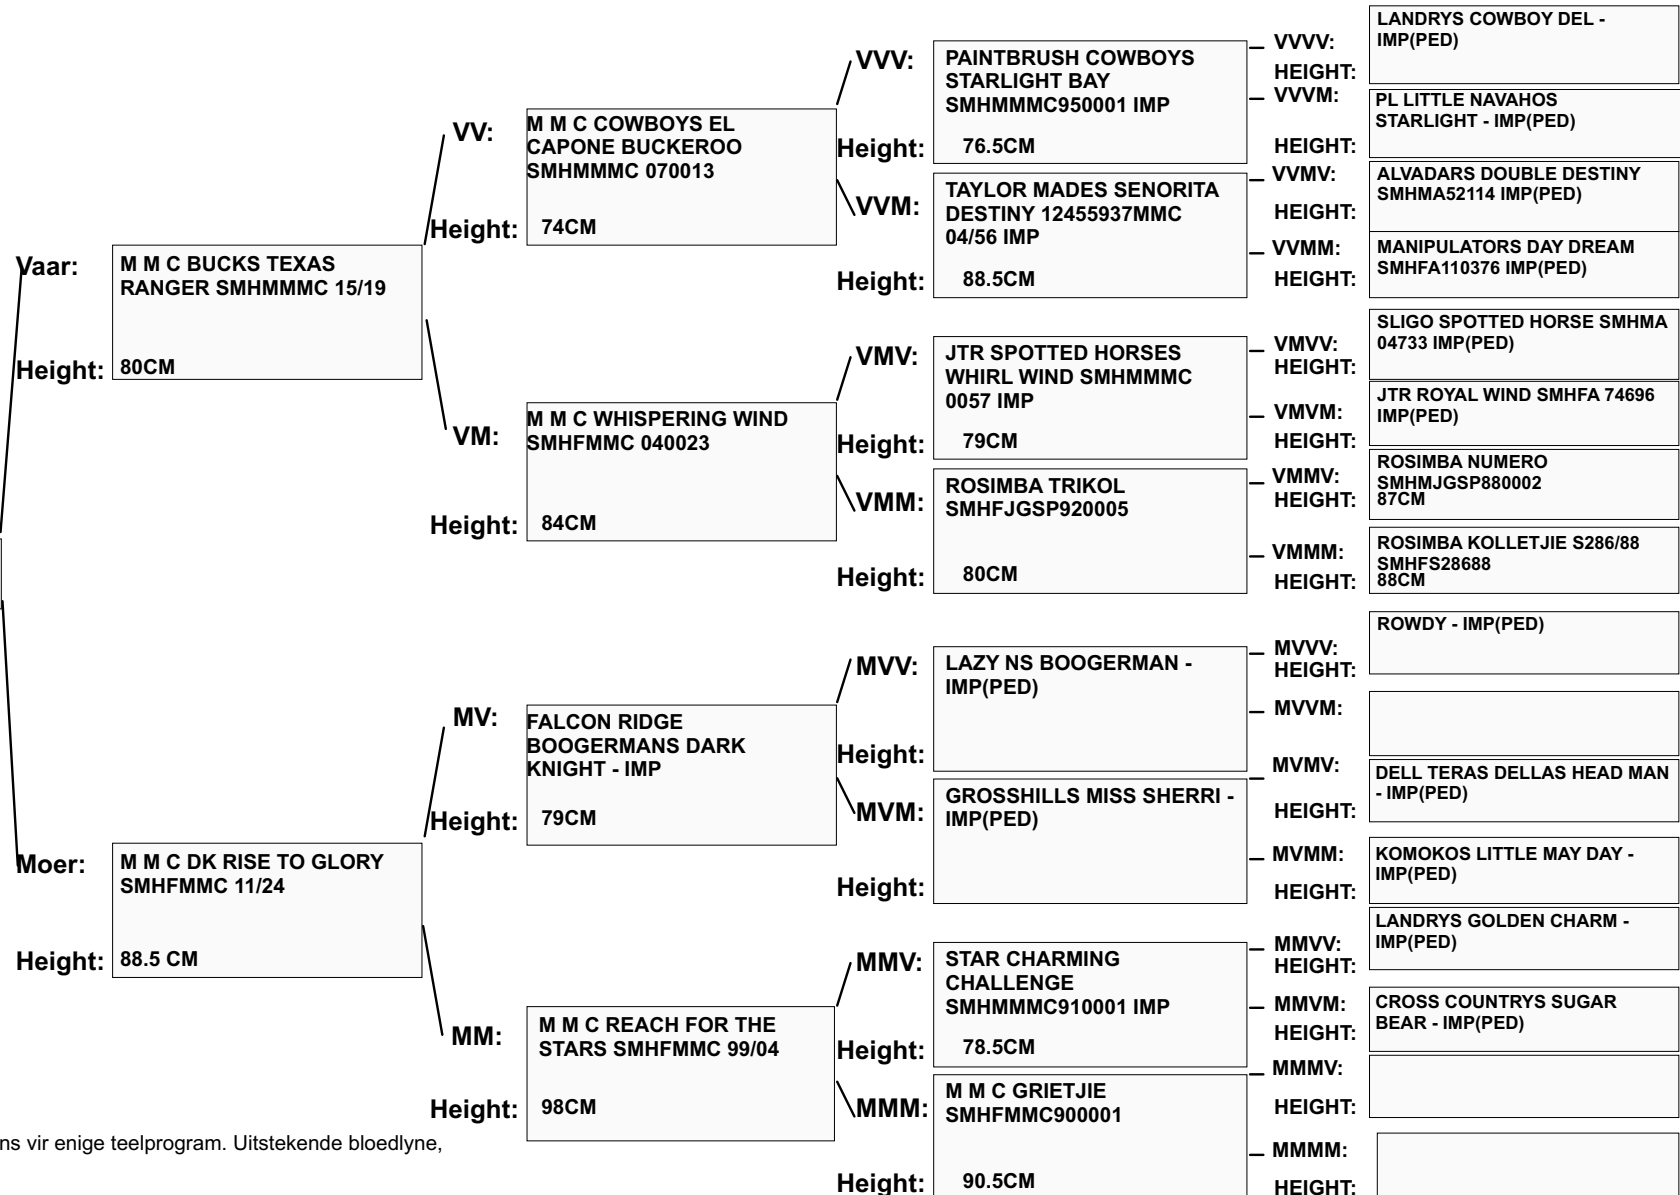 Vaar:
M M C BUCKS TEXAS
RANGER SMHMMMC 15/19
Height:
80CM
Moer:
M M C DK RISE TO GLORY
SMHFMMC 11/24
Height:
88.5 CM
ns vir enige teelprogram. Uitstekende bloedlyne,
VV:
M M C COWBOYS EL
CAPONE BUCKEROO
SMHMMMC 070013
Height:
74CM
VM:
M M C WHISPERING WIND
SMHFMMC 040023
Height:
84CM
MV:
FALCON RIDGE
BOOGERMANS DARK
KNIGHT - IMP
Height:
79CM
MM:
M M C REACH FOR THE
STARS SMHFMMC 99/04
Height:
98CM
VVV:
PAINTBRUSH COWBOYS
STARLIGHT BAY
SMHMMMC950001 IMP
Height:
76.5CM
VVM:
TAYLOR MADES SENORITA
DESTINY 12455937MMC
04/56 IMP
Height:
88.5CM
VMV:
JTR SPOTTED HORSES
WHIRL WIND SMHMMMC
0057 IMP
Height:
79CM
VMM:
ROSIMBA TRIKOL
SMHFJGSP920005
Height:
80CM
MVV:
LAZY NS BOOGERMAN -
IMP(PED)
Height:
MVM:
GROSSHILLS MISS SHERRI -
IMP(PED)
Height:
MMV:
STAR CHARMING
CHALLENGE
SMHMMMC910001 IMP
Height:
78.5CM
MMM:
M M C GRIETJIE
SMHFMMC900001
Height:
90.5CM
VVVV:
LANDRYS COWBOY DEL -
IMP(PED)
HEIGHT:
VVVM:
PL LITTLE NAVAHOS
STARLIGHT - IMP(PED)
HEIGHT:
VVMV:
ALVADARS DOUBLE DESTINY
SMHMA52114 IMP(PED)
HEIGHT:
VVMM:
MANIPULATORS DAY DREAM
SMHFA110376 IMP(PED)
HEIGHT:
VMVV:
SLIGO SPOTTED HORSE SMHMA
04733 IMP(PED)
HEIGHT:
VMVM:
JTR ROYAL WIND SMHFA 74696
IMP(PED)
HEIGHT:
VMMV:
ROSIMBA NUMERO
SMHMJGSP880002
HEIGHT:
87CM
VMMM:
ROSIMBA KOLLETJIE S286/88
SMHFS28688
HEIGHT:
88CM
MVVV:
ROWDY - IMP(PED)
HEIGHT:
MVVM:
MVMV:
DELL TERAS DELLAS HEAD MAN
- IMP(PED)
HEIGHT:
MVMM:
KOMOKOS LITTLE MAY DAY -
IMP(PED)
HEIGHT:
MMVV:
LANDRYS GOLDEN CHARM -
IMP(PED)
HEIGHT:
MMVM:
CROSS COUNTRYS SUGAR
BEAR - IMP(PED)
HEIGHT:
MMMV:
HEIGHT:
MMMM:
HEIGHT: